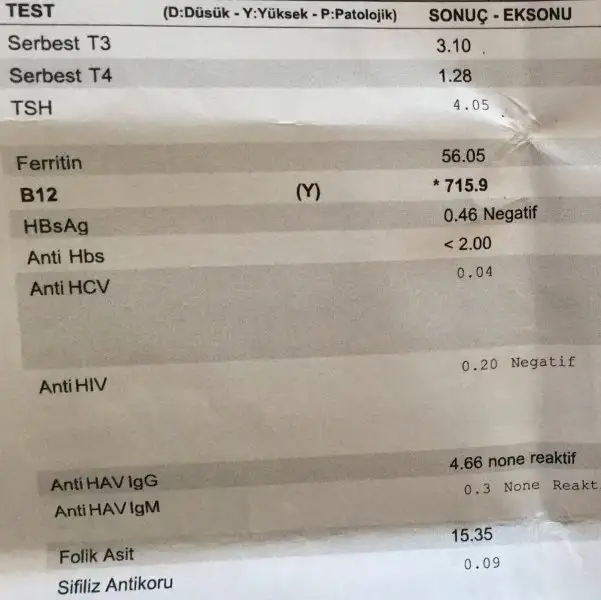 TEST (D:Düsük - Y:Yüksek - P:Patolojik) SONUÇ - EKSONU
Serbest T3 3.10
Serbest T4 1.28
TSH 4.05
Ferritin 56.05
B12 (Y) * 715.9
HBsAg 0.46 Negatif
Anti Hbs < 2.00
Anti HCV 0.04
Anti HIV 0.20 Negatif
Anti HAV IgG 4.66 none reaktif
Anti HAV IgM 0.3 None Reakt
Folik Asit 15.35
Sifiliz Antikoru 0.09